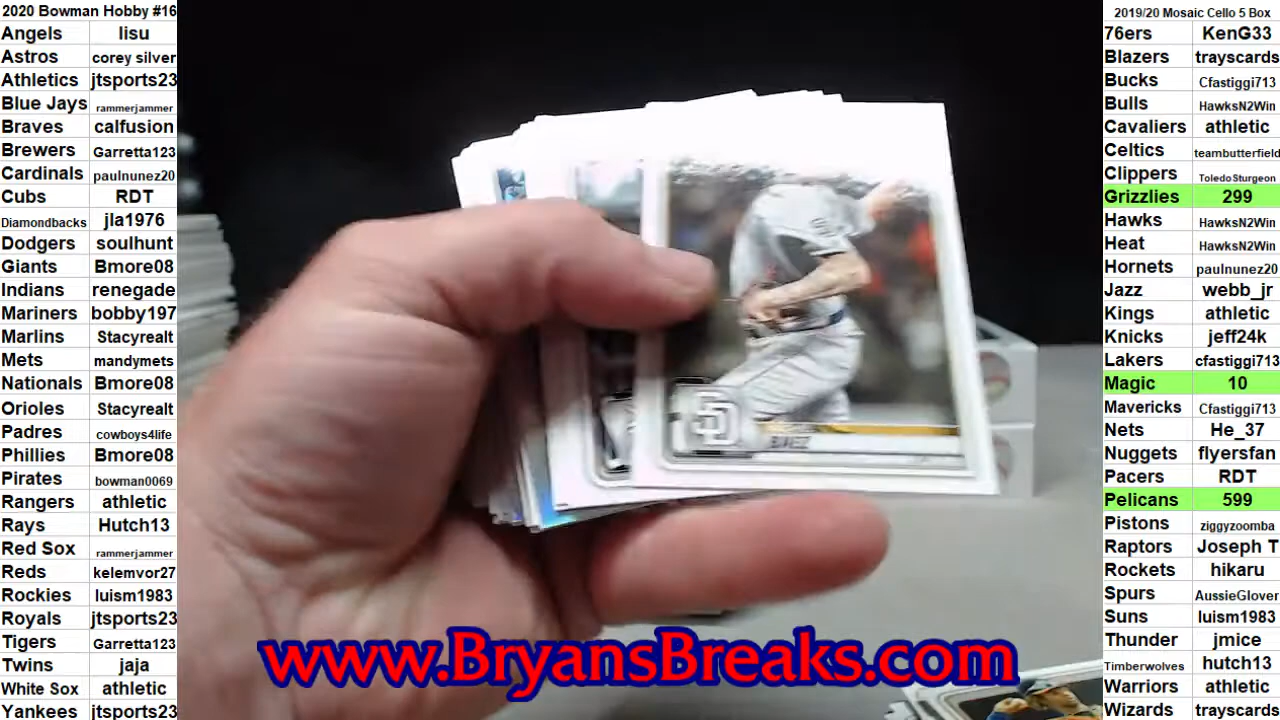 2020 Bowman Hobby #16
Angels lisu
Astros corey silver
Athletics jtsports23
Blue Jays rammerjammer
Braves calfusion
Brewers Garretta123
Cardinals paulnunez20
Cubs RDT
Diamondbacks jla1976
Dodgers soulhunt
Giants Bmore08
Indians renegade
Mariners bobby197
Marlins Stacyrealt
Mets mandymets
Nationals Bmore08
Orioles Stacyrealt
Padres cowboys4life
Phillies Bmore08
Pirates bowman0069
Rangers athletic
Rays Hutch13
Red Sox rammerjammer
Reds kelemvor27
Rockies luism1983
Royals jtsports23
Tigers Garretta123
Twins jaja
White Sox athletic
Yankees jtsports23
SD
BAEZ
www.BryansBreaks.com
2019/20 Mosaic Cello 5 Box
76ers KenG33
Blazers trayscards
Bucks Cfastiggi713
Bulls HawksN2Win
Cavaliers athletic
Celtics teambutterfield
Clippers ToledoSturgeon
Grizzlies 299
Hawks HawksN2Win
Heat HawksN2Win
Hornets paulnunez20
Jazz webb_jr
Kings athletic
Knicks jeff24k
Lakers cfastiggi713
Magic 10
Mavericks Cfastiggi713
Nets He_37
Nuggets flyersfan
Pacers RDT
Pelicans 599
Pistons ziggyzoomba
Raptors Joseph T
Rockets hikaru
Spurs AussieGlover
Suns luism1983
Thunder jmice
Timberwolves hutch13
Warriors athletic
Wizards trayscards